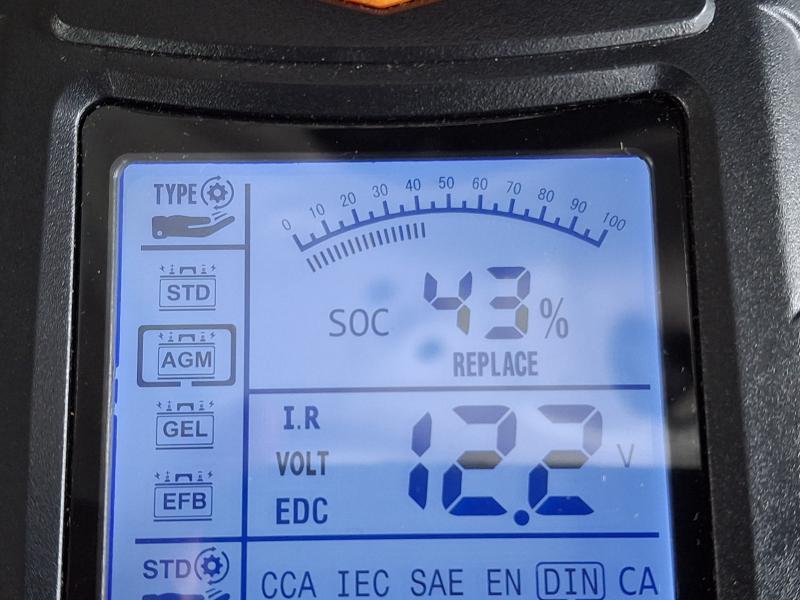 TYPE
STD
AGM
GEL
EFB
STD
0 10 20 30 40 50 60 70 80 90 100
SOC 43%
REPLACE
I.R
VOLT
EDC
12.2 V
CCA IEC SAE EN DIN CA